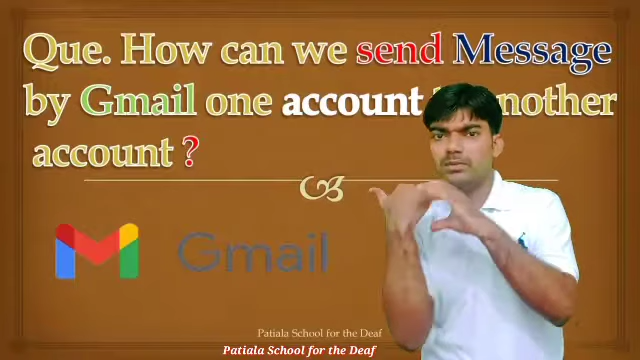 Que. How can we send Message
by Gmail one account another
account ?
Gmail
Patiala School for the Deaf
Patiala School for the Deaf